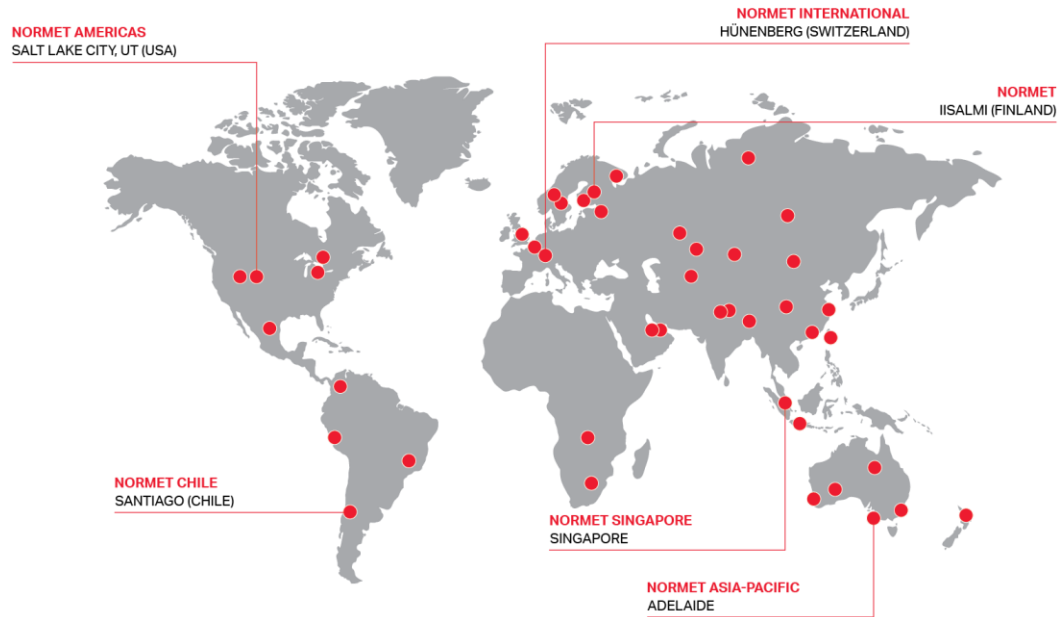 NORMET AMERICAS
SALT LAKE CITY, UT (USA)
NORMET INTERNATIONAL
HÜNENBERG (SWITZERLAND)
NORMET
IISALMI (FINLAND)
NORMET CHILE
SANTIAGO (CHILE)
NORMET SINGAPORE
SINGAPORE
NORMET ASIA-PACIFIC
ADELAIDE